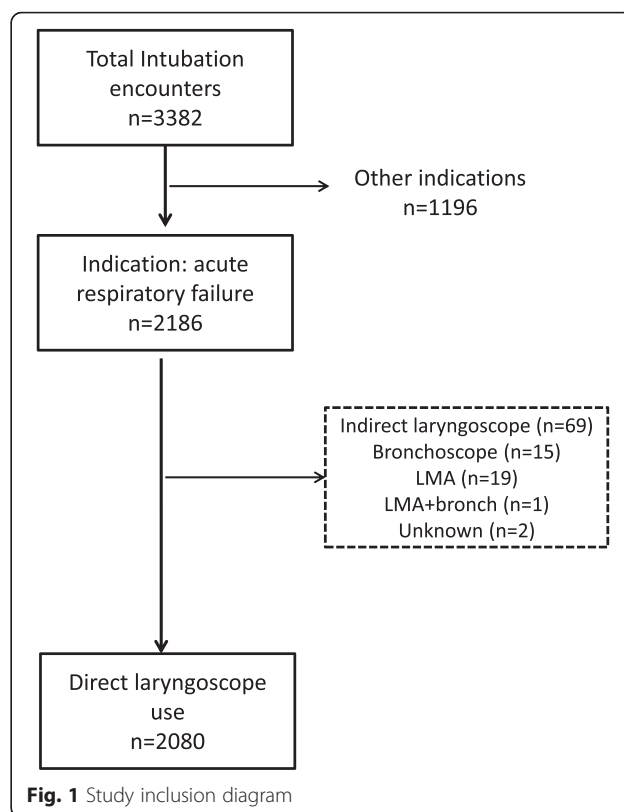 Total Intubation
encounters
n=3382
Other indications
n=1196
Indication: acute
respiratory failure
n=2186
Indirect laryngoscope (n=69)
Bronchoscope (n=15)
LMA (n=19)
LMA+bronch (n=1)
Unknown (n=2)
Direct laryngoscope
use
n=2080
Fig. 1 Study inclusion diagram